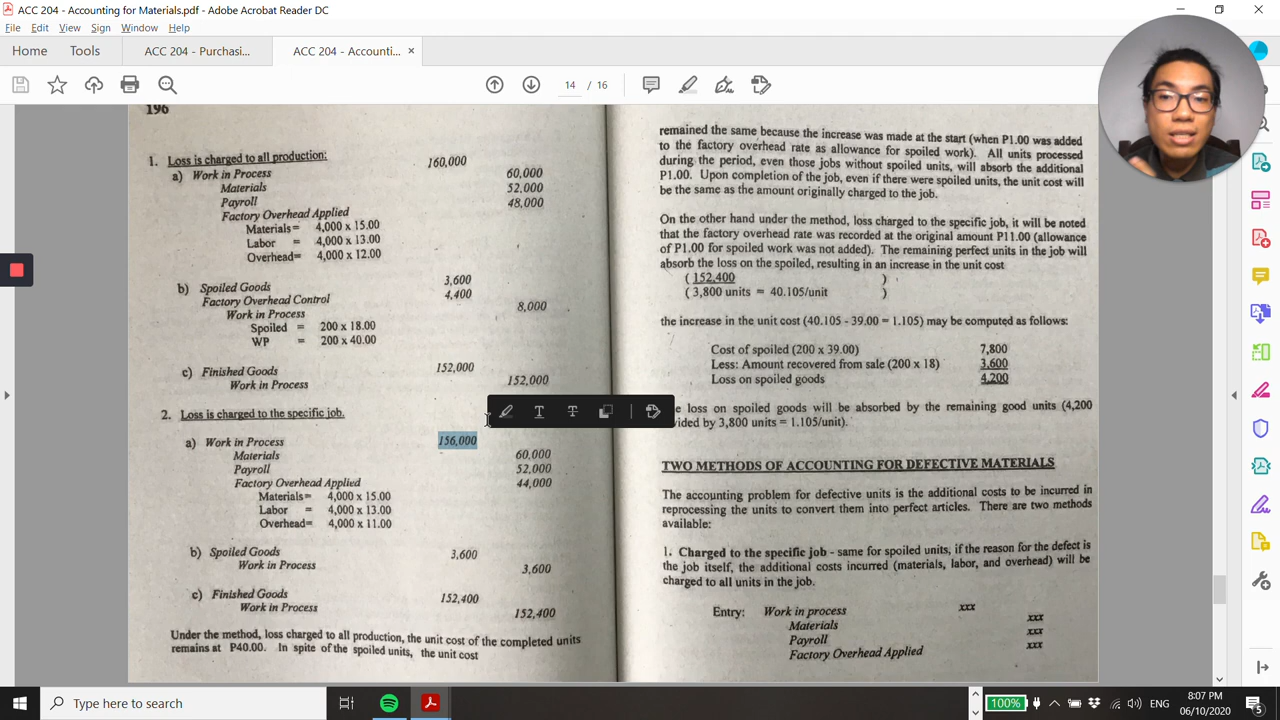 ACC 204 - Accounting for Materials.pdf - Adobe Acrobat Reader DC
File Edit View Sign Window Help
Home Tools ACC 204 - Purchasi... ACC 204 - Accounti... ×
14 / 16
196
1. Loss is charged to all production:
a) Work in Process 160,000
Materials 60,000
Payroll 52,000
Factory Overhead Applied 48,000
Materials= 4,000 x 15.00
Labor = 4,000 x 13.00
Overhead= 4,000 x 12.00
b) Spoiled Goods 3,600
Factory Overhead Control 4,400
Work in Process 8,000
Spoiled = 200 x 18.00
WP = 200 x 40.00
c) Finished Goods 152,000
Work in Process 152,000
2. Loss is charged to the specific job.
a) Work in Process 156,000
Materials 60,000
Payroll 52,000
Factory Overhead Applied 44,000
Materials= 4,000 x 15.00
Labor = 4,000 x 13.00
Overhead= 4,000 x 11.00
b) Spoiled Goods 3,600
Work in Process 3,600
c) Finished Goods 152,400
Work in Process 152,400
Under the method, loss charged to all production, the unit cost of the completed units
remains at P40.00. In spite of the spoiled units, the unit cost
remained the same because the increase was made at the start (when P1.00 was added
to the factory overhead rate as allowance for spoiled work). All units processed
during the period, even those jobs without spoiled units, will absorb the additional
P1.00. Upon completion of the job, even if there were spoiled units, the unit cost will
be the same as the amount originally charged to the job.
On the other hand under the method, loss charged to the specific job, it will be noted
that the factory overhead rate was recorded at the original amount P11.00 (allowance
of P1.00 for spoiled work was not added). The remaining perfect units in the job will
absorb the loss on the spoiled, resulting in an increase in the unit cost
( 152,400 )
( 3,800 units = 40.105/unit )
the increase in the unit cost (40.105 - 39.00 = 1.105) may be computed as follows:
Cost of spoiled (200 x 39.00) 7,800
Less: Amount recovered from sale (200 x 18) 3,600
Loss on spoiled goods 4,200
loss on spoiled goods will be absorbed by the remaining good units (4,200
vided by 3,800 units = 1.105/unit).
TWO METHODS OF ACCOUNTING FOR DEFECTIVE MATERIALS
The accounting problem for defective units is the additional costs to be incurred in
reprocessing the units to convert them into perfect articles. There are two methods
available:
1. Charged to the specific job - same for spoiled units, if the reason for the defect is
the job itself, the additional costs incurred (materials, labor, and overhead) will be
charged to all units in the job.
Entry: Work in process xxx
Materials xxx
Payroll xxx
Factory Overhead Applied xxx
Type here to search
100% ENG
8:07 PM
06/10/2020
5